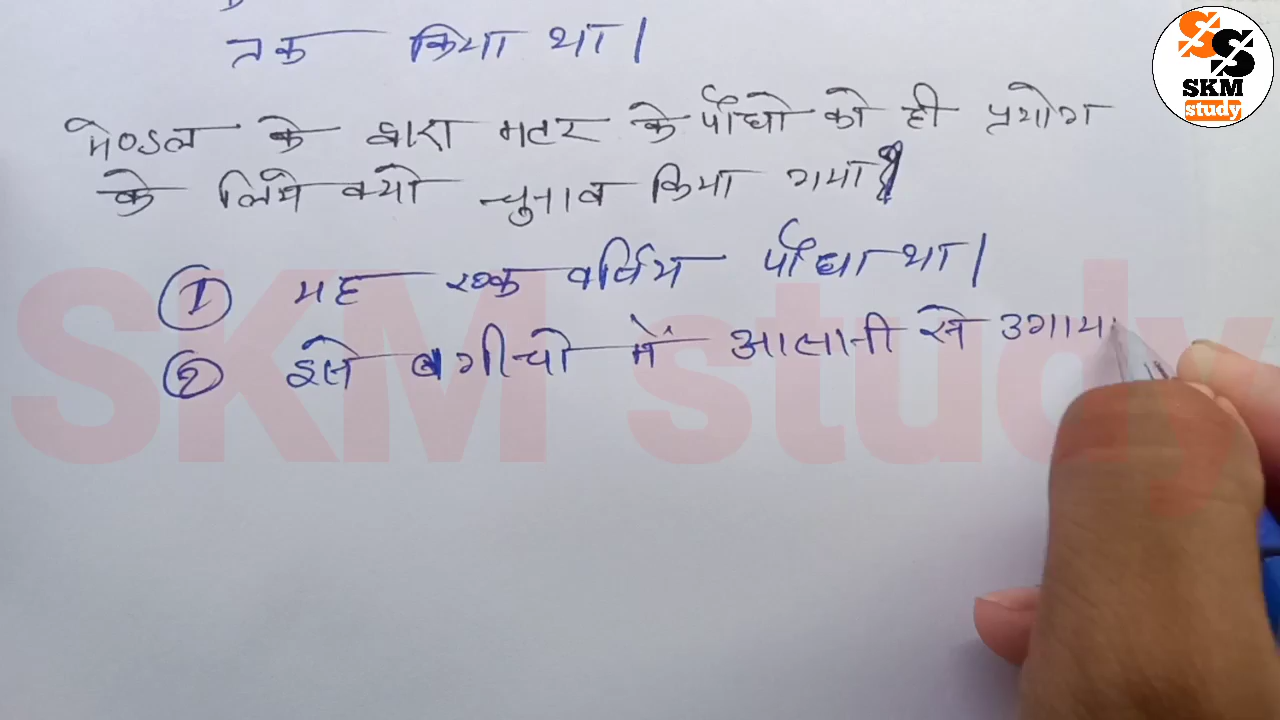 तक किया था।
SKM
study
मेण्डल के द्वारा मटर के पौधो को ही प्रयोग
के लिये क्यो चुनाव किया गया?
① यह एक वर्षिय पौधा था।
② इसे बगीचो में आसानी से उगाया
SKM study